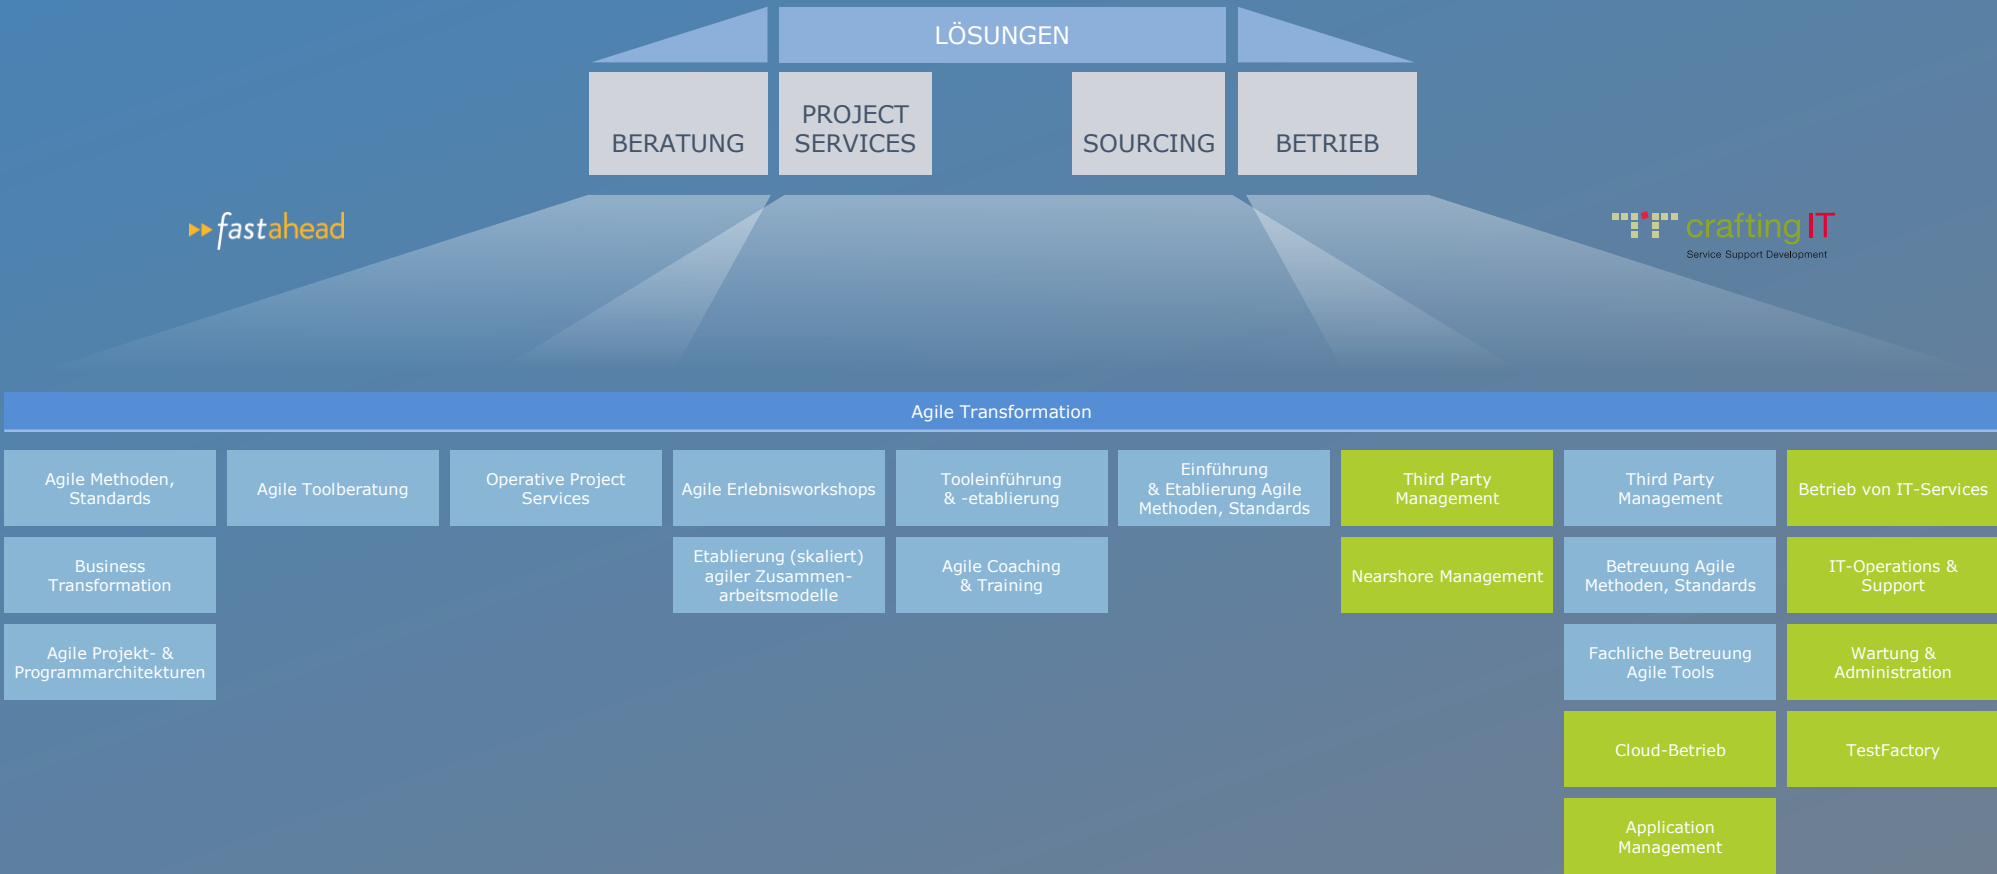 LÖSUNGEN
BERATUNG
PROJECT
SERVICES
SOURCING
BETRIEB
fastahead
crafting IT
Service Support Development
Agile Transformation
Agile Methoden,
Standards
Agile Toolberatung
Operative Project
Services
Agile Erlebnisworkshops
Tooleinführung
& -etablierung
Einführung
& Etablierung Agile
Methoden, Standards
Third Party
Management
Third Party
Management
Betrieb von IT-Services
Business
Transformation
Etablierung (skaliert)
agiler Zusammen-
arbeitsmodelle
Agile Coaching
& Training
Nearshore Management
Betreuung Agile
Methoden, Standards
IT-Operations &
Support
Agile Projekt- &
Programmarchitekturen
Fachliche Betreuung
Agile Tools
Wartung &
Administration
Cloud-Betrieb
TestFactory
Application
Management